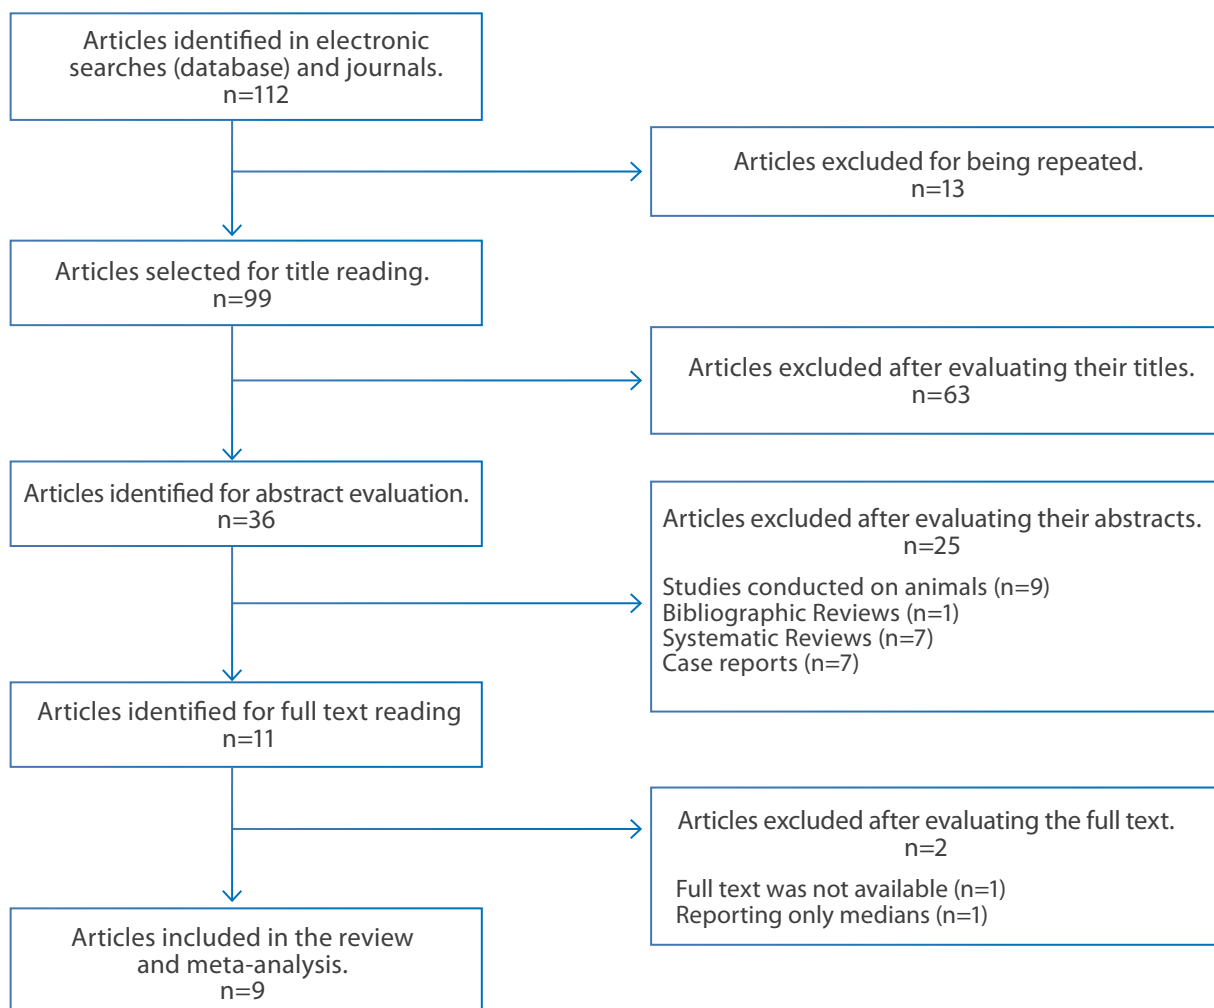 Articles identified in electronic
searches (database) and journals.
n=112
Articles excluded for being repeated.
n=13
Articles selected for title reading.
n=99
Articles excluded after evaluating their titles.
n=63
Articles identified for abstract evaluation.
n=36
Articles excluded after evaluating their abstracts.
n=25
Studies conducted on animals (n=9)
Bibliographic Reviews (n=1)
Systematic Reviews (n=7)
Case reports (n=7)
Articles identified for full text reading
n=11
Articles excluded after evaluating the full text.
n=2
Full text was not available (n=1)
Reporting only medians (n=1)
Articles included in the review
and meta-analysis.
n=9